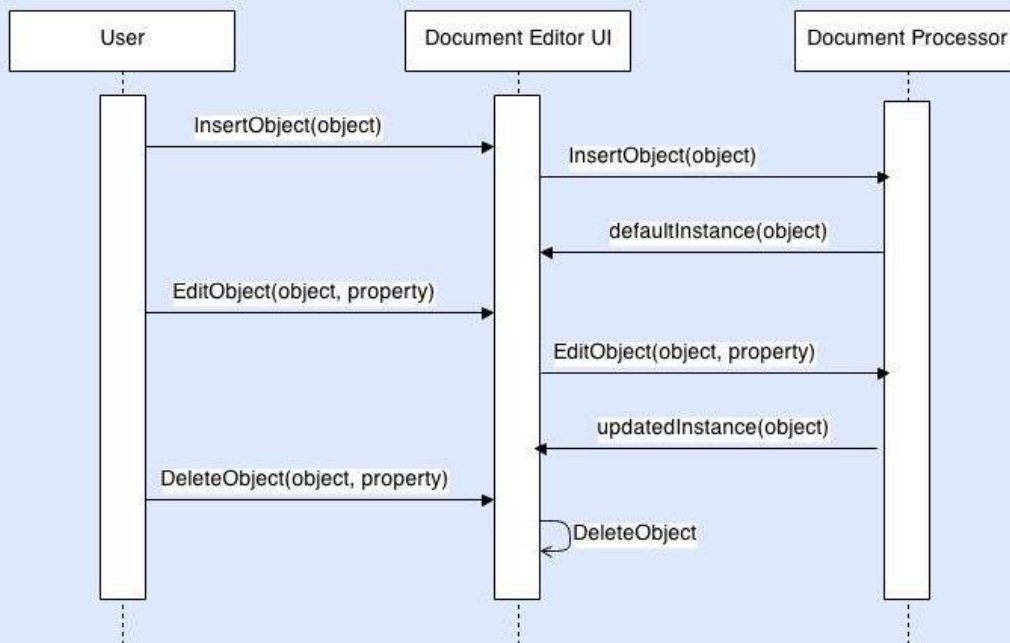 User
Document Editor UI
Document Processor
InsertObject(object)
InsertObject(object)
defaultInstance(object)
EditObject(object, property)
EditObject(object, property)
updatedInstance(object)
DeleteObject(object, property)
DeleteObject